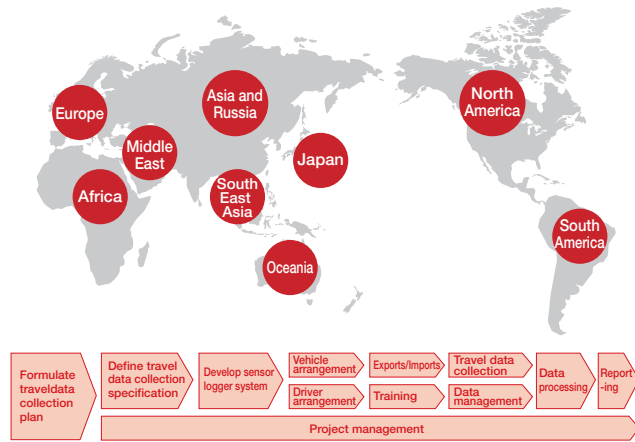 Europe
Asia and
Russia
North
America
Middle
East
Japan
Africa
South
East
Asia
South
America
Oceania
Formulate
traveldata
collection
plan
Define travel
data collection
specification
Develop sensor
logger system
Vehicle
arrangement
Exports/Imports
Travel data
collection
Driver
arrangement
Training
Data
management
Data
processing
Report
-ing
Project management